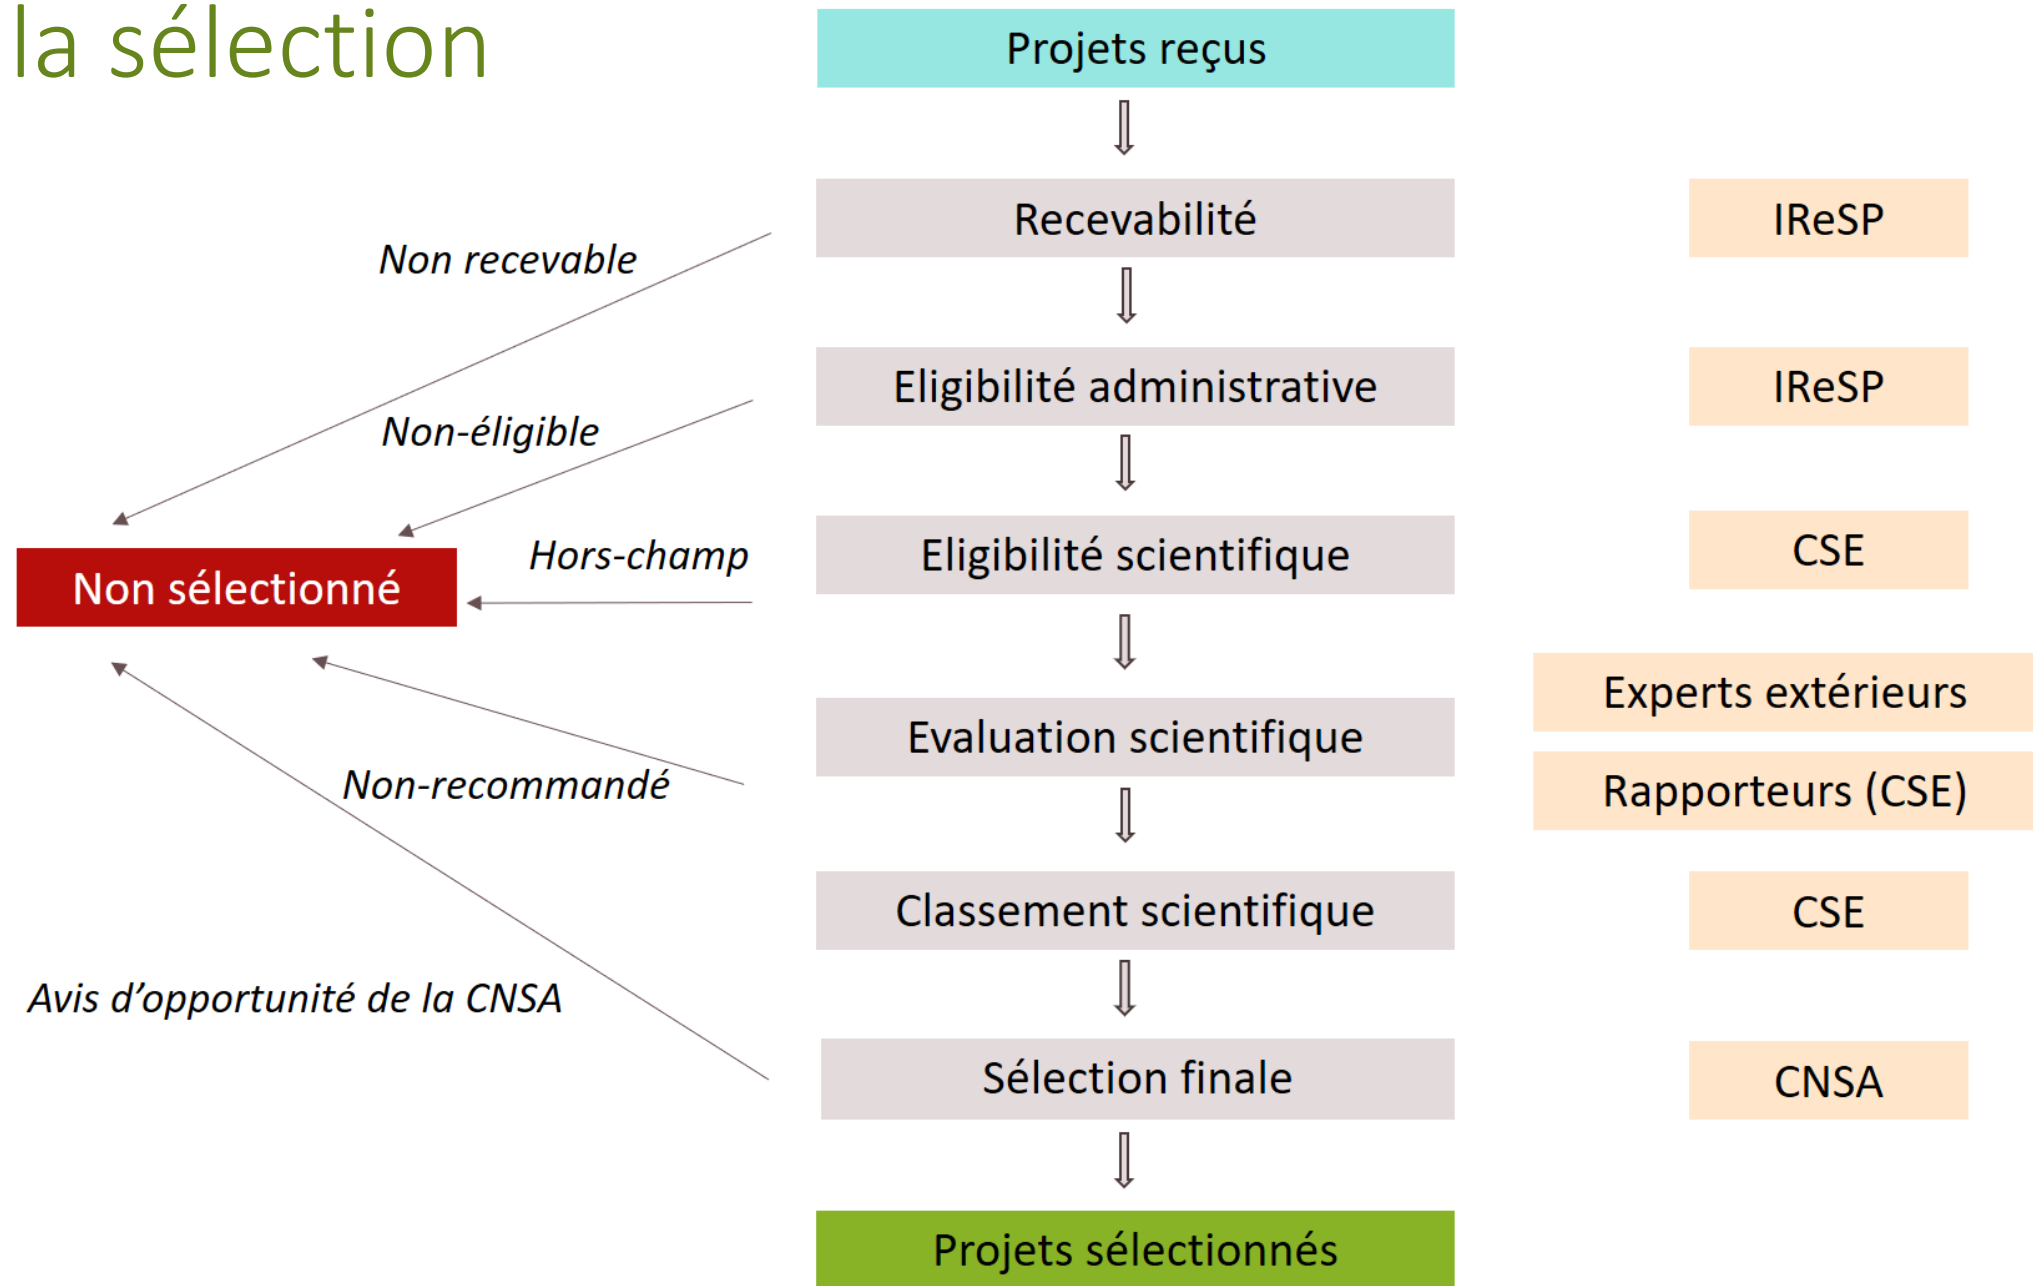 la sélection
Projets reçus
Recevabilité
IReSP
Non recevable
Eligibilité administrative
IReSP
Non-éligible
Eligibilité scientifique
CSE
Hors-champ
Non sélectionné
Experts extérieurs
Evaluation scientifique
Rapporteurs (CSE)
Non-recommandé
Classement scientifique
CSE
Avis d’opportunité de la CNSA
Sélection finale
CNSA
Projets sélectionnés